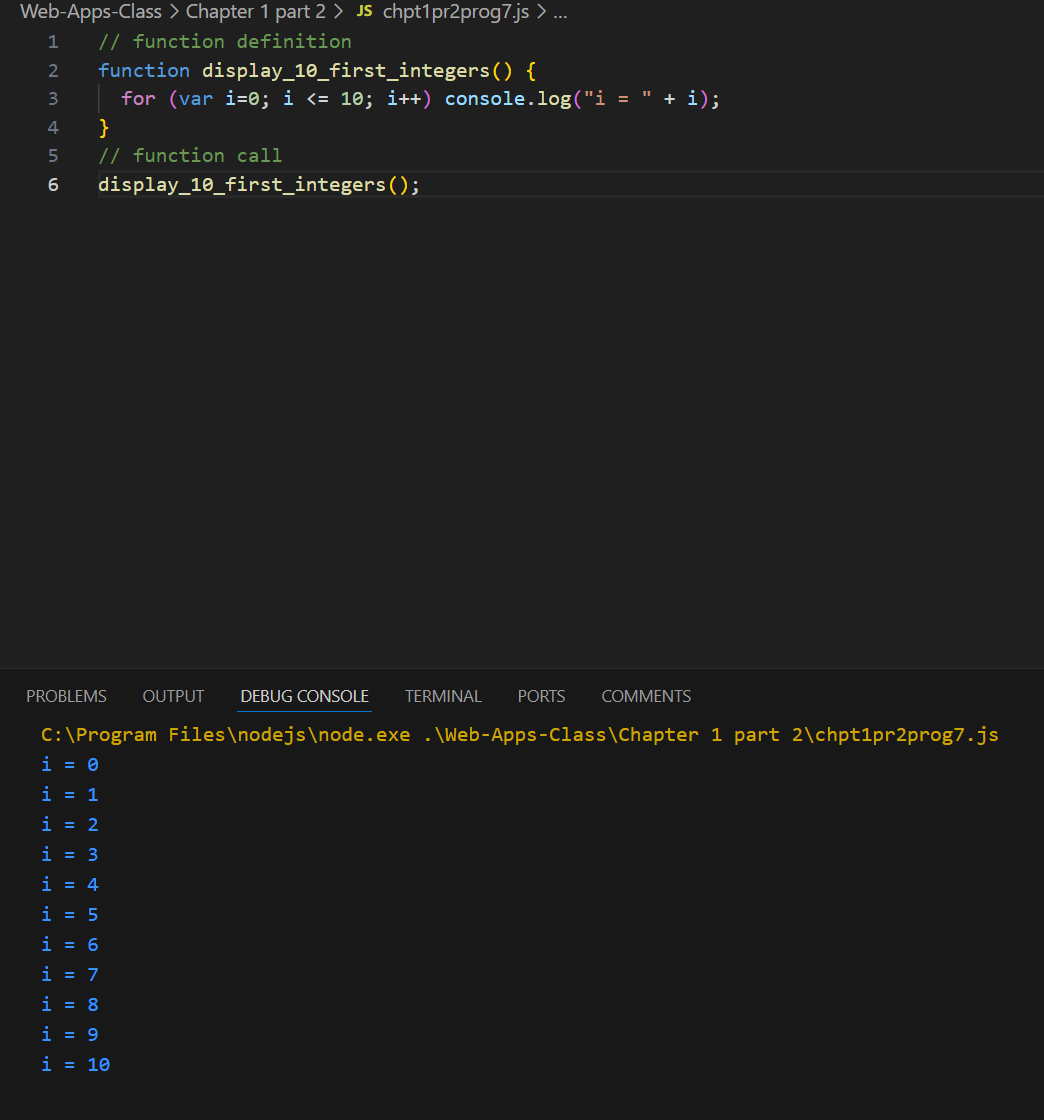 Web-Apps-Class > Chapter 1 part 2 > JS chpt1pr2prog7.js > ...
1 // function definition
2 function display_10_first_integers() {
3   for (var i=0; i <= 10; i++) console.log("i = " + i);
4 }
5 // function call
6 display_10_first_integers();
PROBLEMS OUTPUT DEBUG CONSOLE TERMINAL PORTS COMMENTS
C:\Program Files\nodejs\node.exe .\Web-Apps-Class\Chapter 1 part 2\chpt1pr2prog7.js
i = 0
i = 1
i = 2
i = 3
i = 4
i = 5
i = 6
i = 7
i = 8
i = 9
i = 10